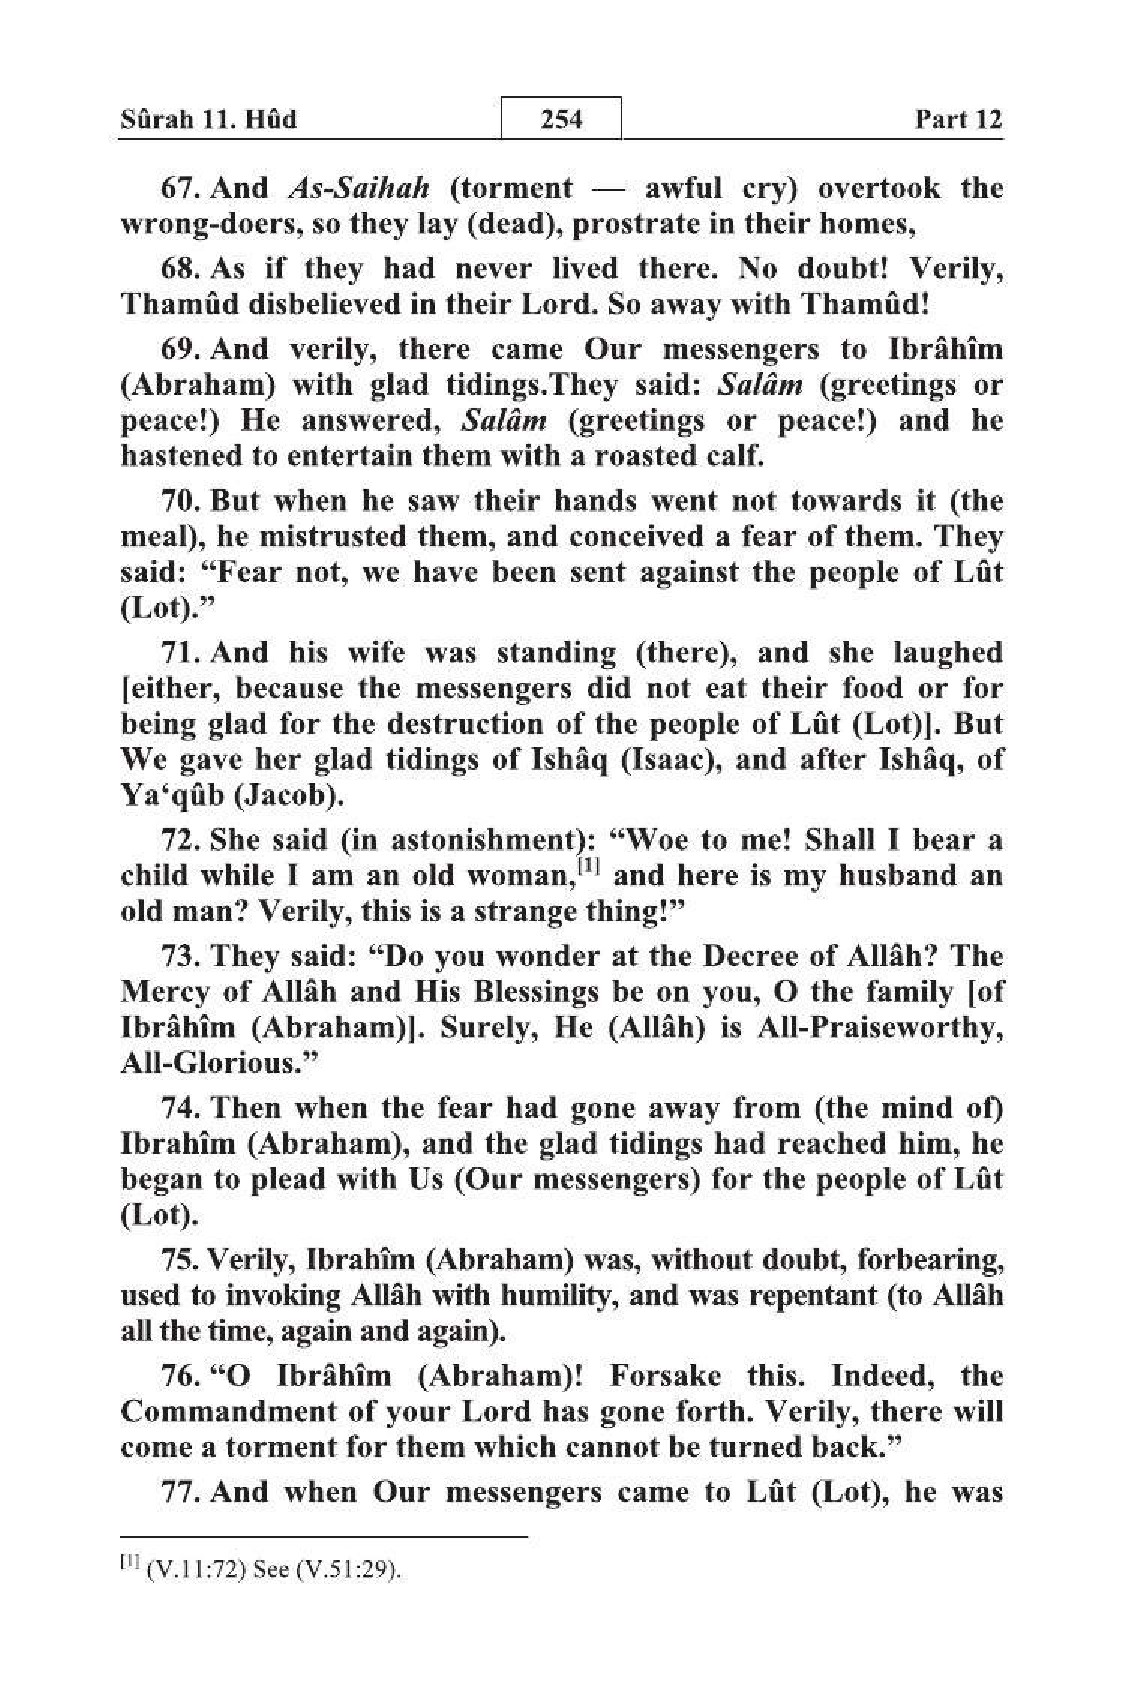 Sûrah 11. Hûd 254 Part 12
67. And As-Saihah (torment — awful cry) overtook the
wrong-doers, so they lay (dead), prostrate in their homes,
68. As if they had never lived there. No doubt! Verily,
Thamûd disbelieved in their Lord. So away with Thamûd!
69. And verily, there came Our messengers to Ibrâhîm
(Abraham) with glad tidings.They said: Salâm (greetings or
peace!) He answered, Salâm (greetings or peace!) and he
hastened to entertain them with a roasted calf.
70. But when he saw their hands went not towards it (the
meal), he mistrusted them, and conceived a fear of them. They
said: “Fear not, we have been sent against the people of Lût
(Lot).”
71. And his wife was standing (there), and she laughed
[either, because the messengers did not eat their food or for
being glad for the destruction of the people of Lût (Lot)]. But
We gave her glad tidings of Ishâq (Isaac), and after Ishâq, of
Ya‘qûb (Jacob).
72. She said (in astonishment): “Woe to me! Shall I bear a
child while I am an old woman,[1] and here is my husband an
old man? Verily, this is a strange thing!”
73. They said: “Do you wonder at the Decree of Allâh? The
Mercy of Allâh and His Blessings be on you, O the family [of
Ibrâhîm (Abraham)]. Surely, He (Allâh) is All-Praiseworthy,
All-Glorious.”
74. Then when the fear had gone away from (the mind of)
Ibrahîm (Abraham), and the glad tidings had reached him, he
began to plead with Us (Our messengers) for the people of Lût
(Lot).
75. Verily, Ibrahîm (Abraham) was, without doubt, forbearing,
used to invoking Allâh with humility, and was repentant (to Allâh
all the time, again and again).
76. “O Ibrâhîm (Abraham)! Forsake this. Indeed, the
Commandment of your Lord has gone forth. Verily, there will
come a torment for them which cannot be turned back.”
77. And when Our messengers came to Lût (Lot), he was
[1] (V.11:72) See (V.51:29).